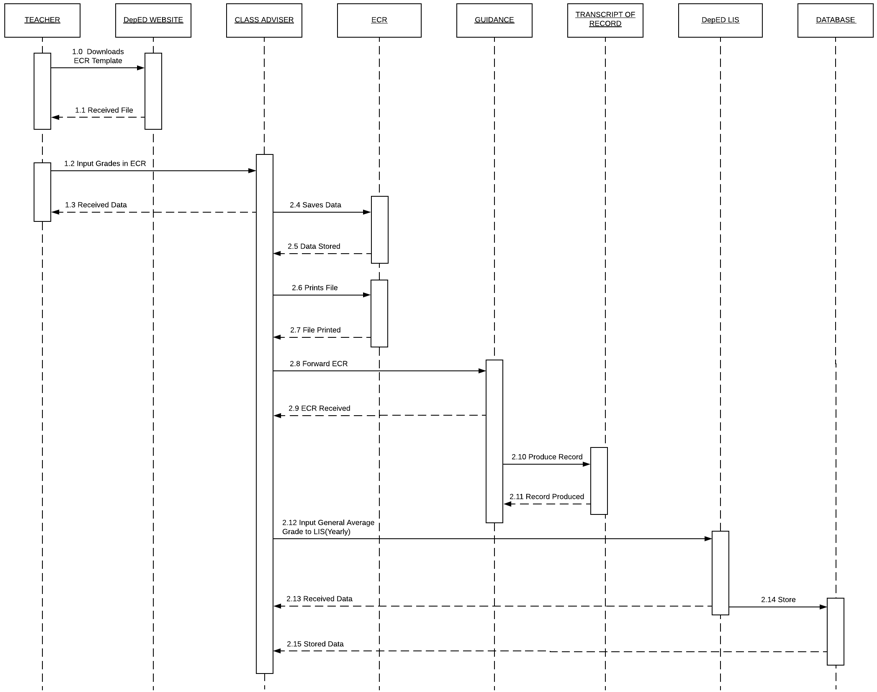 TEACHER
DepED WEBSITE
CLASS ADVISER
ECR
GUIDANCE
TRANSCRIPT OF
RECORD
DepED LIS
DATABASE
1.0 Downloads
ECR Template
1.1 Received File
1.2 Input Grades in ECR
1.3 Received Data
2.4 Saves Data
2.5 Data Stored
2.6 Prints File
2.7 File Printed
2.8 Forward ECR
2.9 ECR Received
2.10 Produce Record
2.11 Record Produced
2.12 Input General Average
Grade to LIS(Yearly)
2.13 Received Data
2.14 Store
2.15 Stored Data